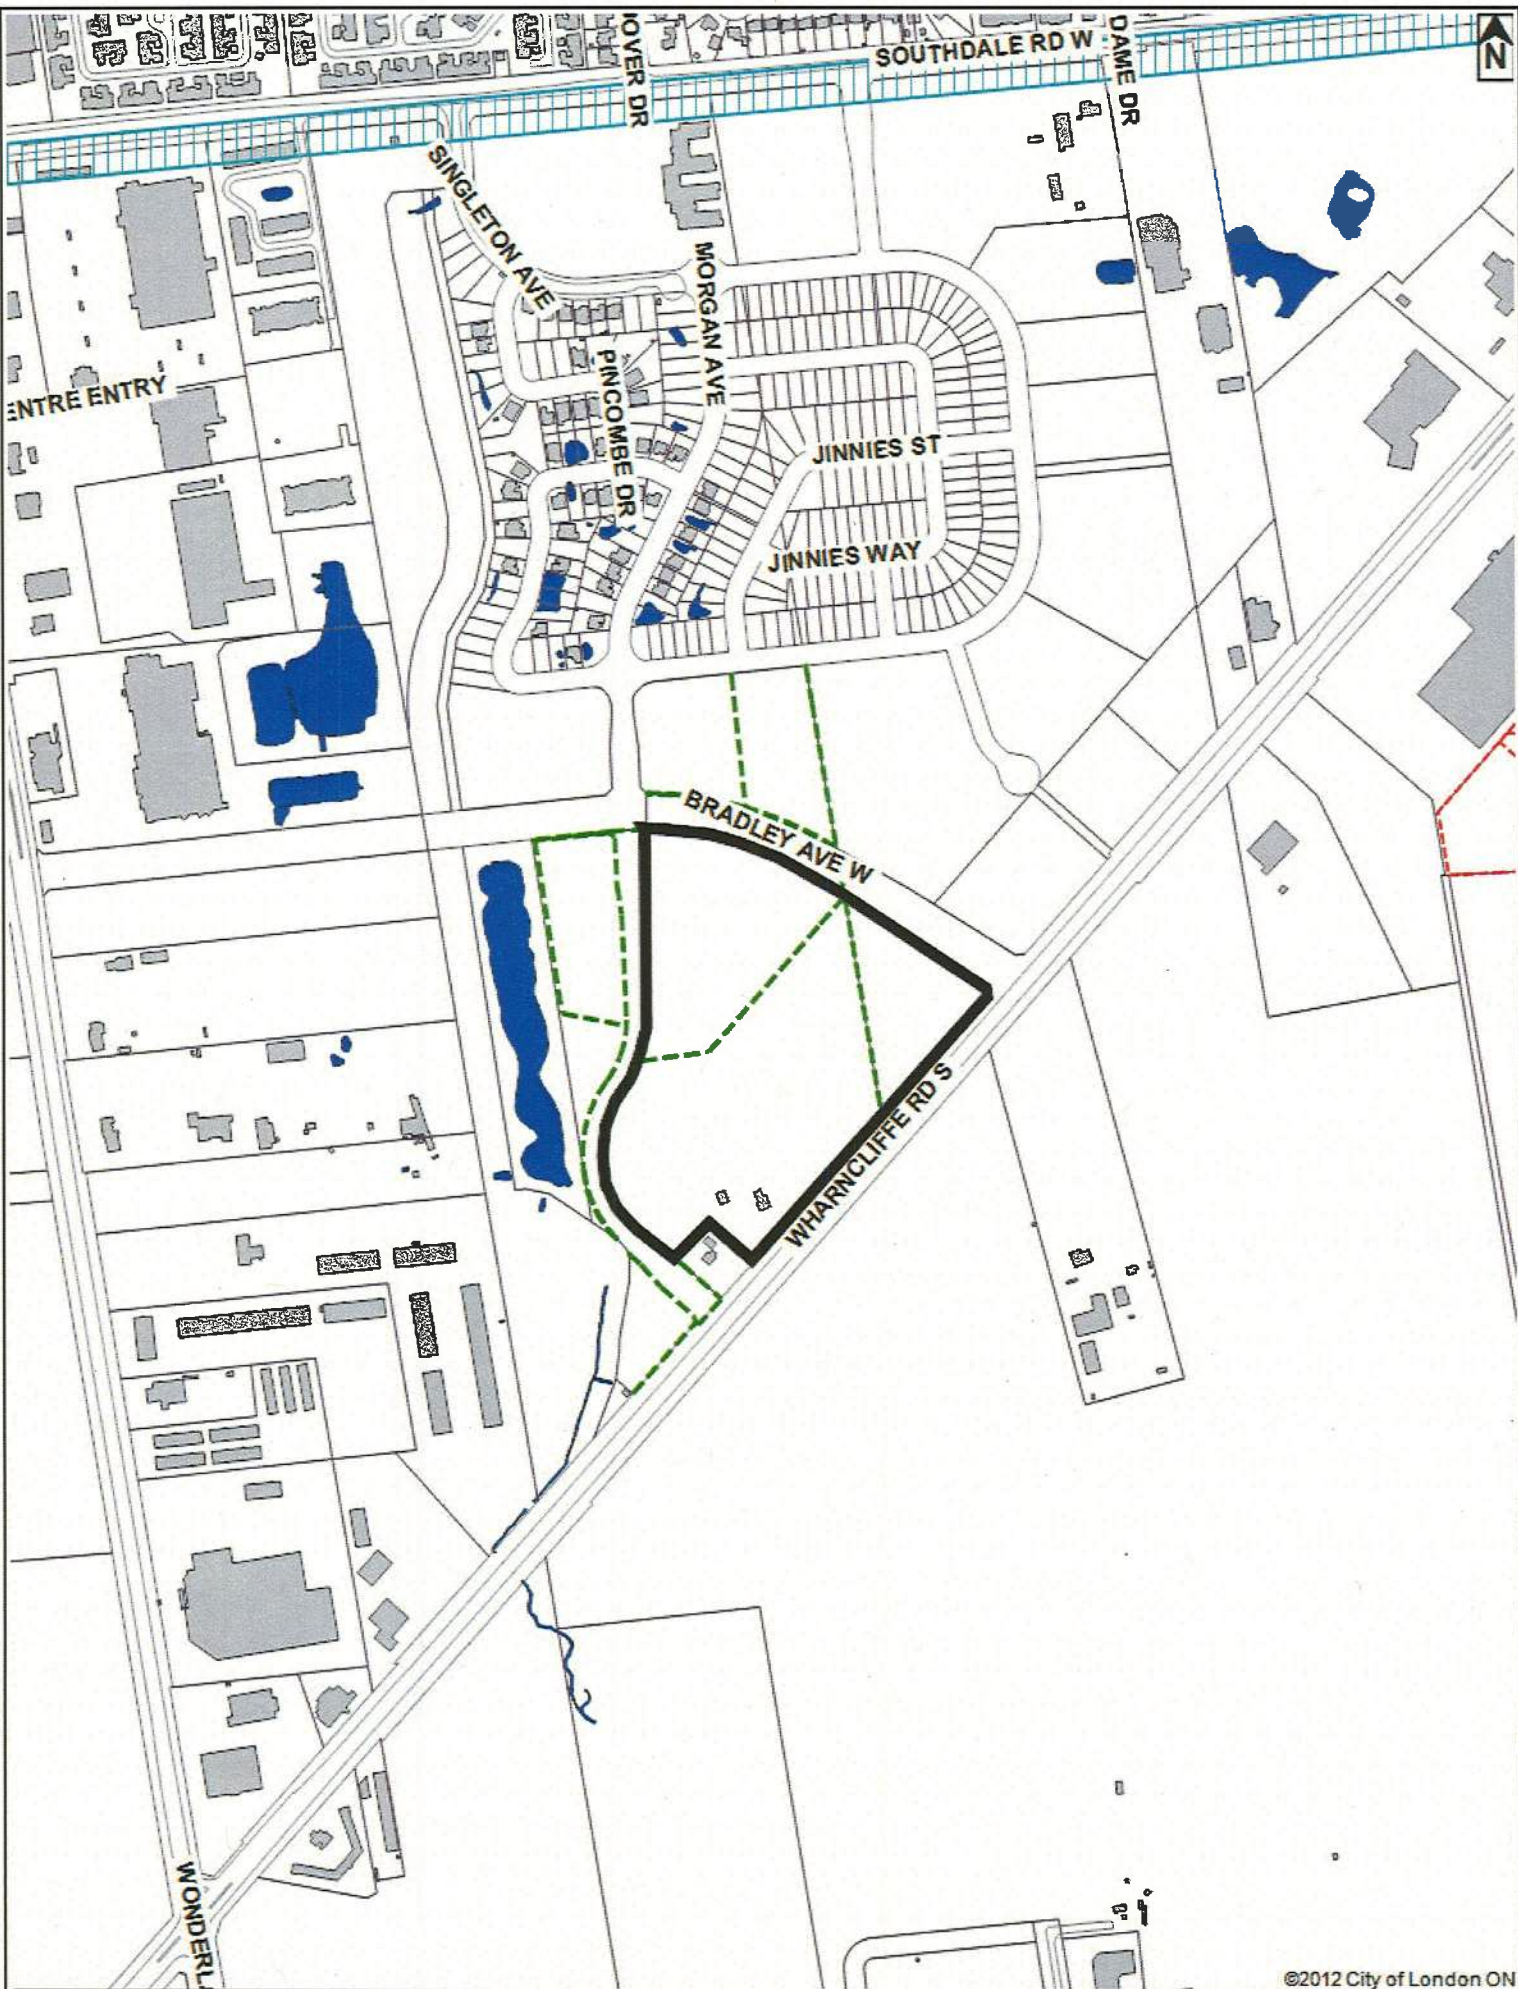 SOUTHDALE RD W
N
OVER DR
DAME DR
SINGLETON AVE
MORGAN AVE
PINCOMBE DR
ENTRE ENTRY
JINNIES ST
JINNIES WAY
BRADLEY AVE W
WHARNCLIFFE RD S
WONDERLA
©2012 City of London ON